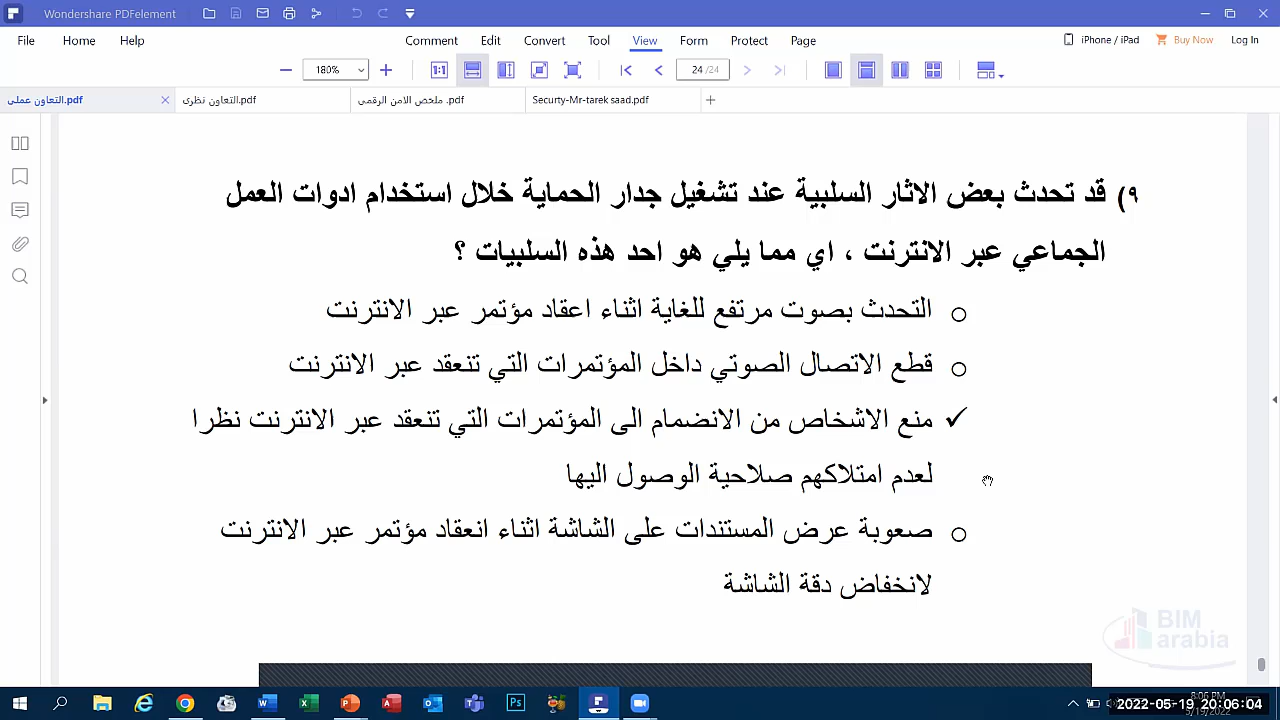 Wondershare PDFelement
File Home Help Comment Edit Convert Tool View Form Protect Page iPhone / iPad Buy Now Log In
180% 1:1 24 /24
التعاون عملى.pdf
التعاون نظرى.pdf
ملخص الامن الرقمى .pdf
Securty-Mr-tarek saad.pdf
٩) قد تحدث بعض الاثار السلبية عند تشغيل جدار الحماية خلال استخدام ادوات العمل
الجماعي عبر الانترنت ، اي مما يلي هو احد هذه السلبيات ؟
التحدث بصوت مرتفع للغاية اثناء اعقاد مؤتمر عبر الانترنت
قطع الاتصال الصوتي داخل المؤتمرات التي تنعقد عبر الانترنت
منع الاشخاص من الانضمام الى المؤتمرات التي تنعقد عبر الانترنت نظرا
لعدم امتلاكهم صلاحية الوصول اليها
صعوبة عرض المستندات على الشاشة اثناء انعقاد مؤتمر عبر الانترنت
لانخفاض دقة الشاشة
BIM
arabia
8:06 PM
2022-05-19 20:06:04